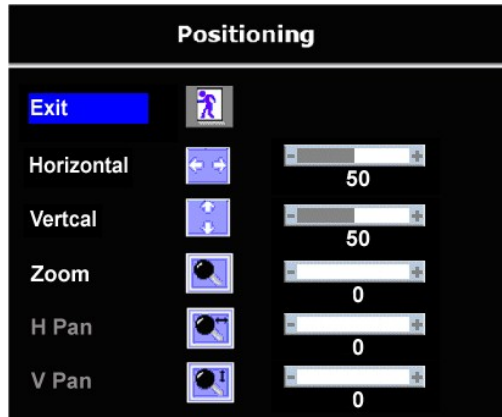 Positioning
Exit
Horizontal
50
Vertcal
50
Zoom
0
H Pan
0
V Pan
0